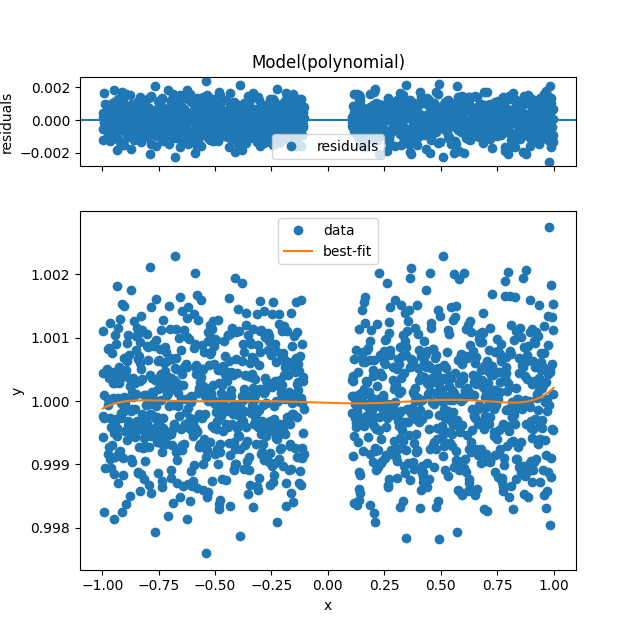 Model(polynomial)
0.002
0.000
−0.002
residuals
residuals
data
best-fit
1.002
1.001
1.000
0.999
0.998
y
−1.00 −0.75 −0.50 −0.25 0.00 0.25 0.50 0.75 1.00
x